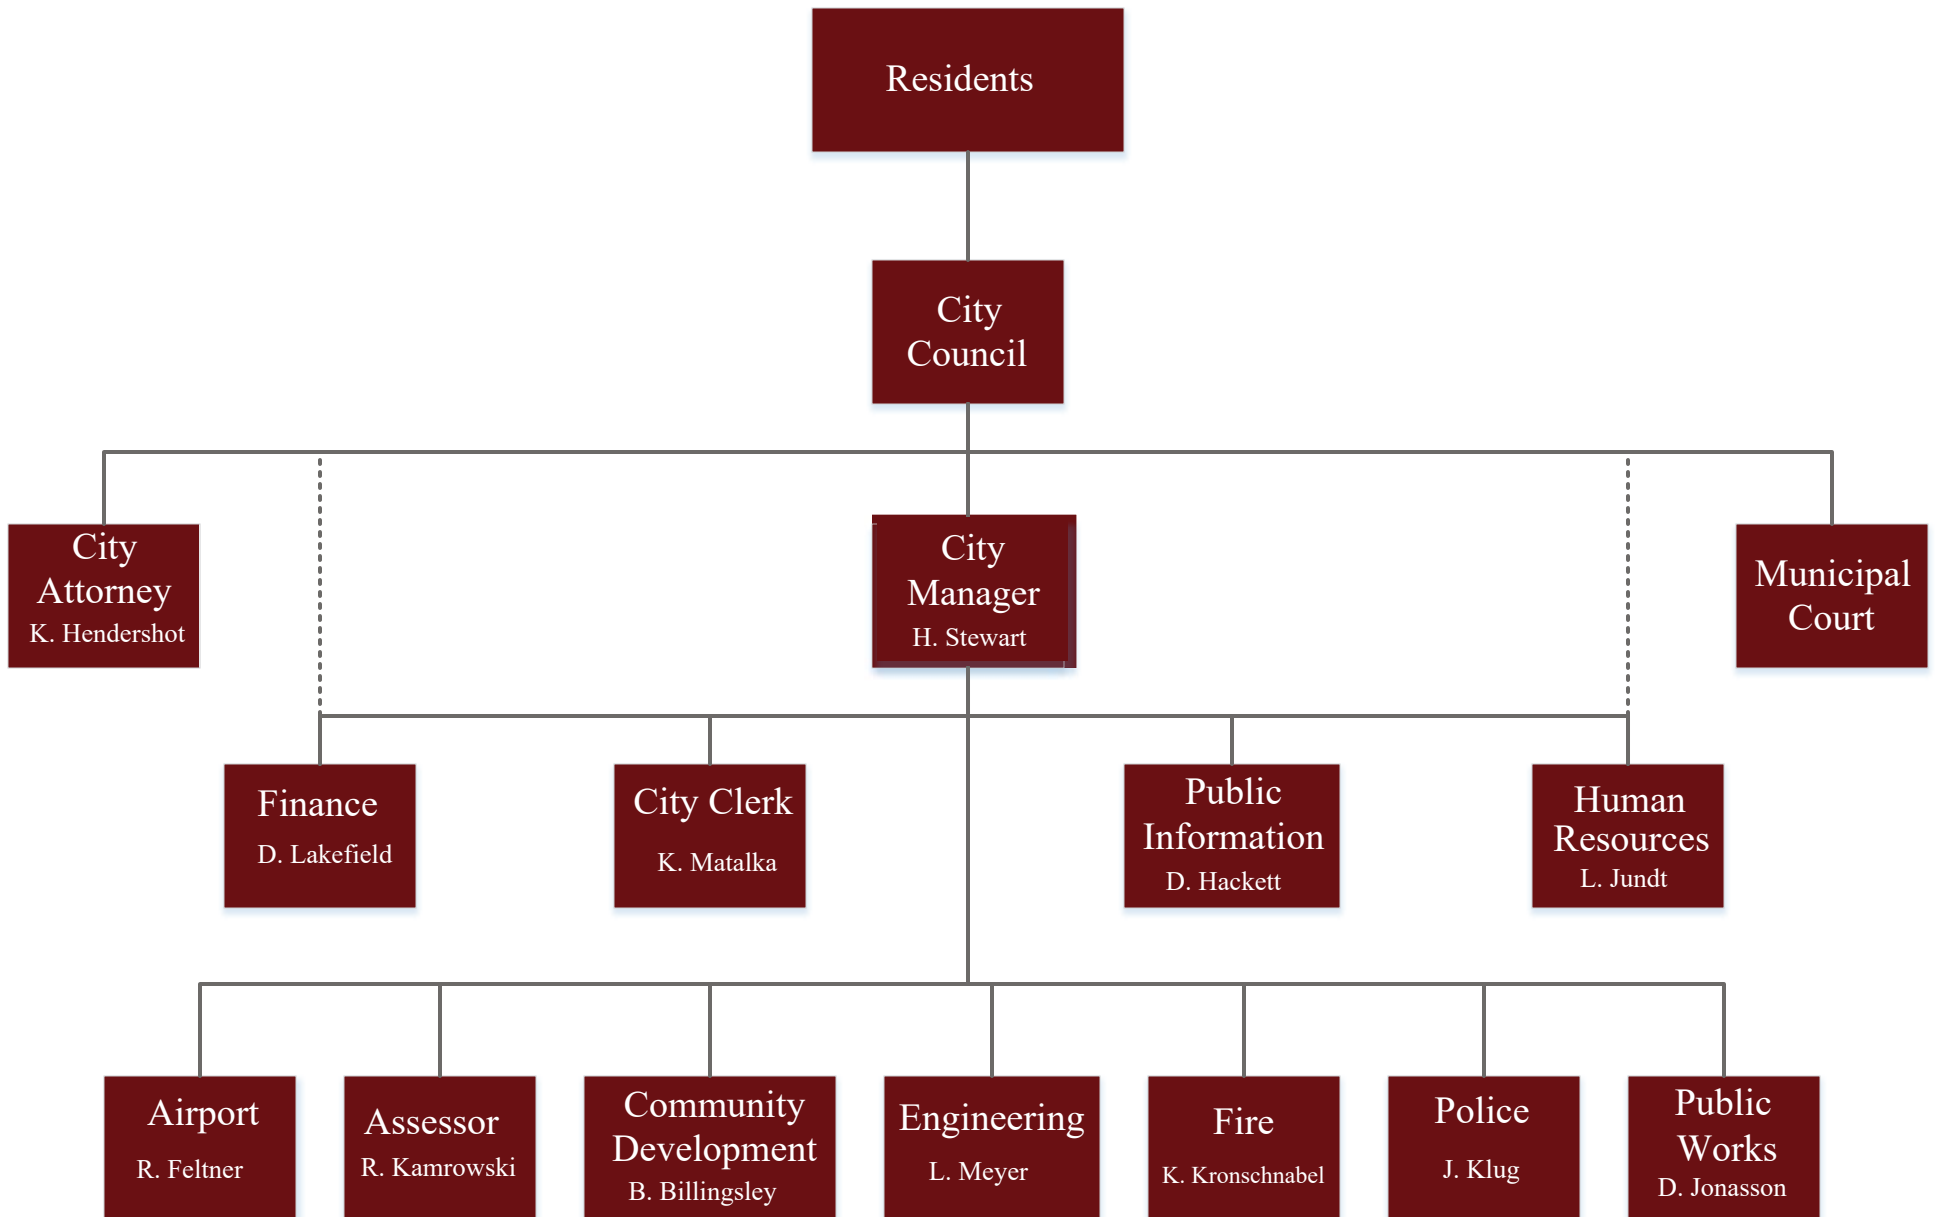 Residents
City
Council
City
Attorney
K. Hendershot
City
Manager
H. Stewart
Municipal
Court
Finance
D. Lakefield
City Clerk
K. Matalka
Public
Information
D. Hackett
Human
Resources
L. Jundt
Airport
R. Feltner
Assessor
R. Kamrowski
Community
Development
B. Billingsley
Engineering
L. Meyer
Fire
K. Kronschnabel
Police
J. Klug
Public
Works
D. Jonasson